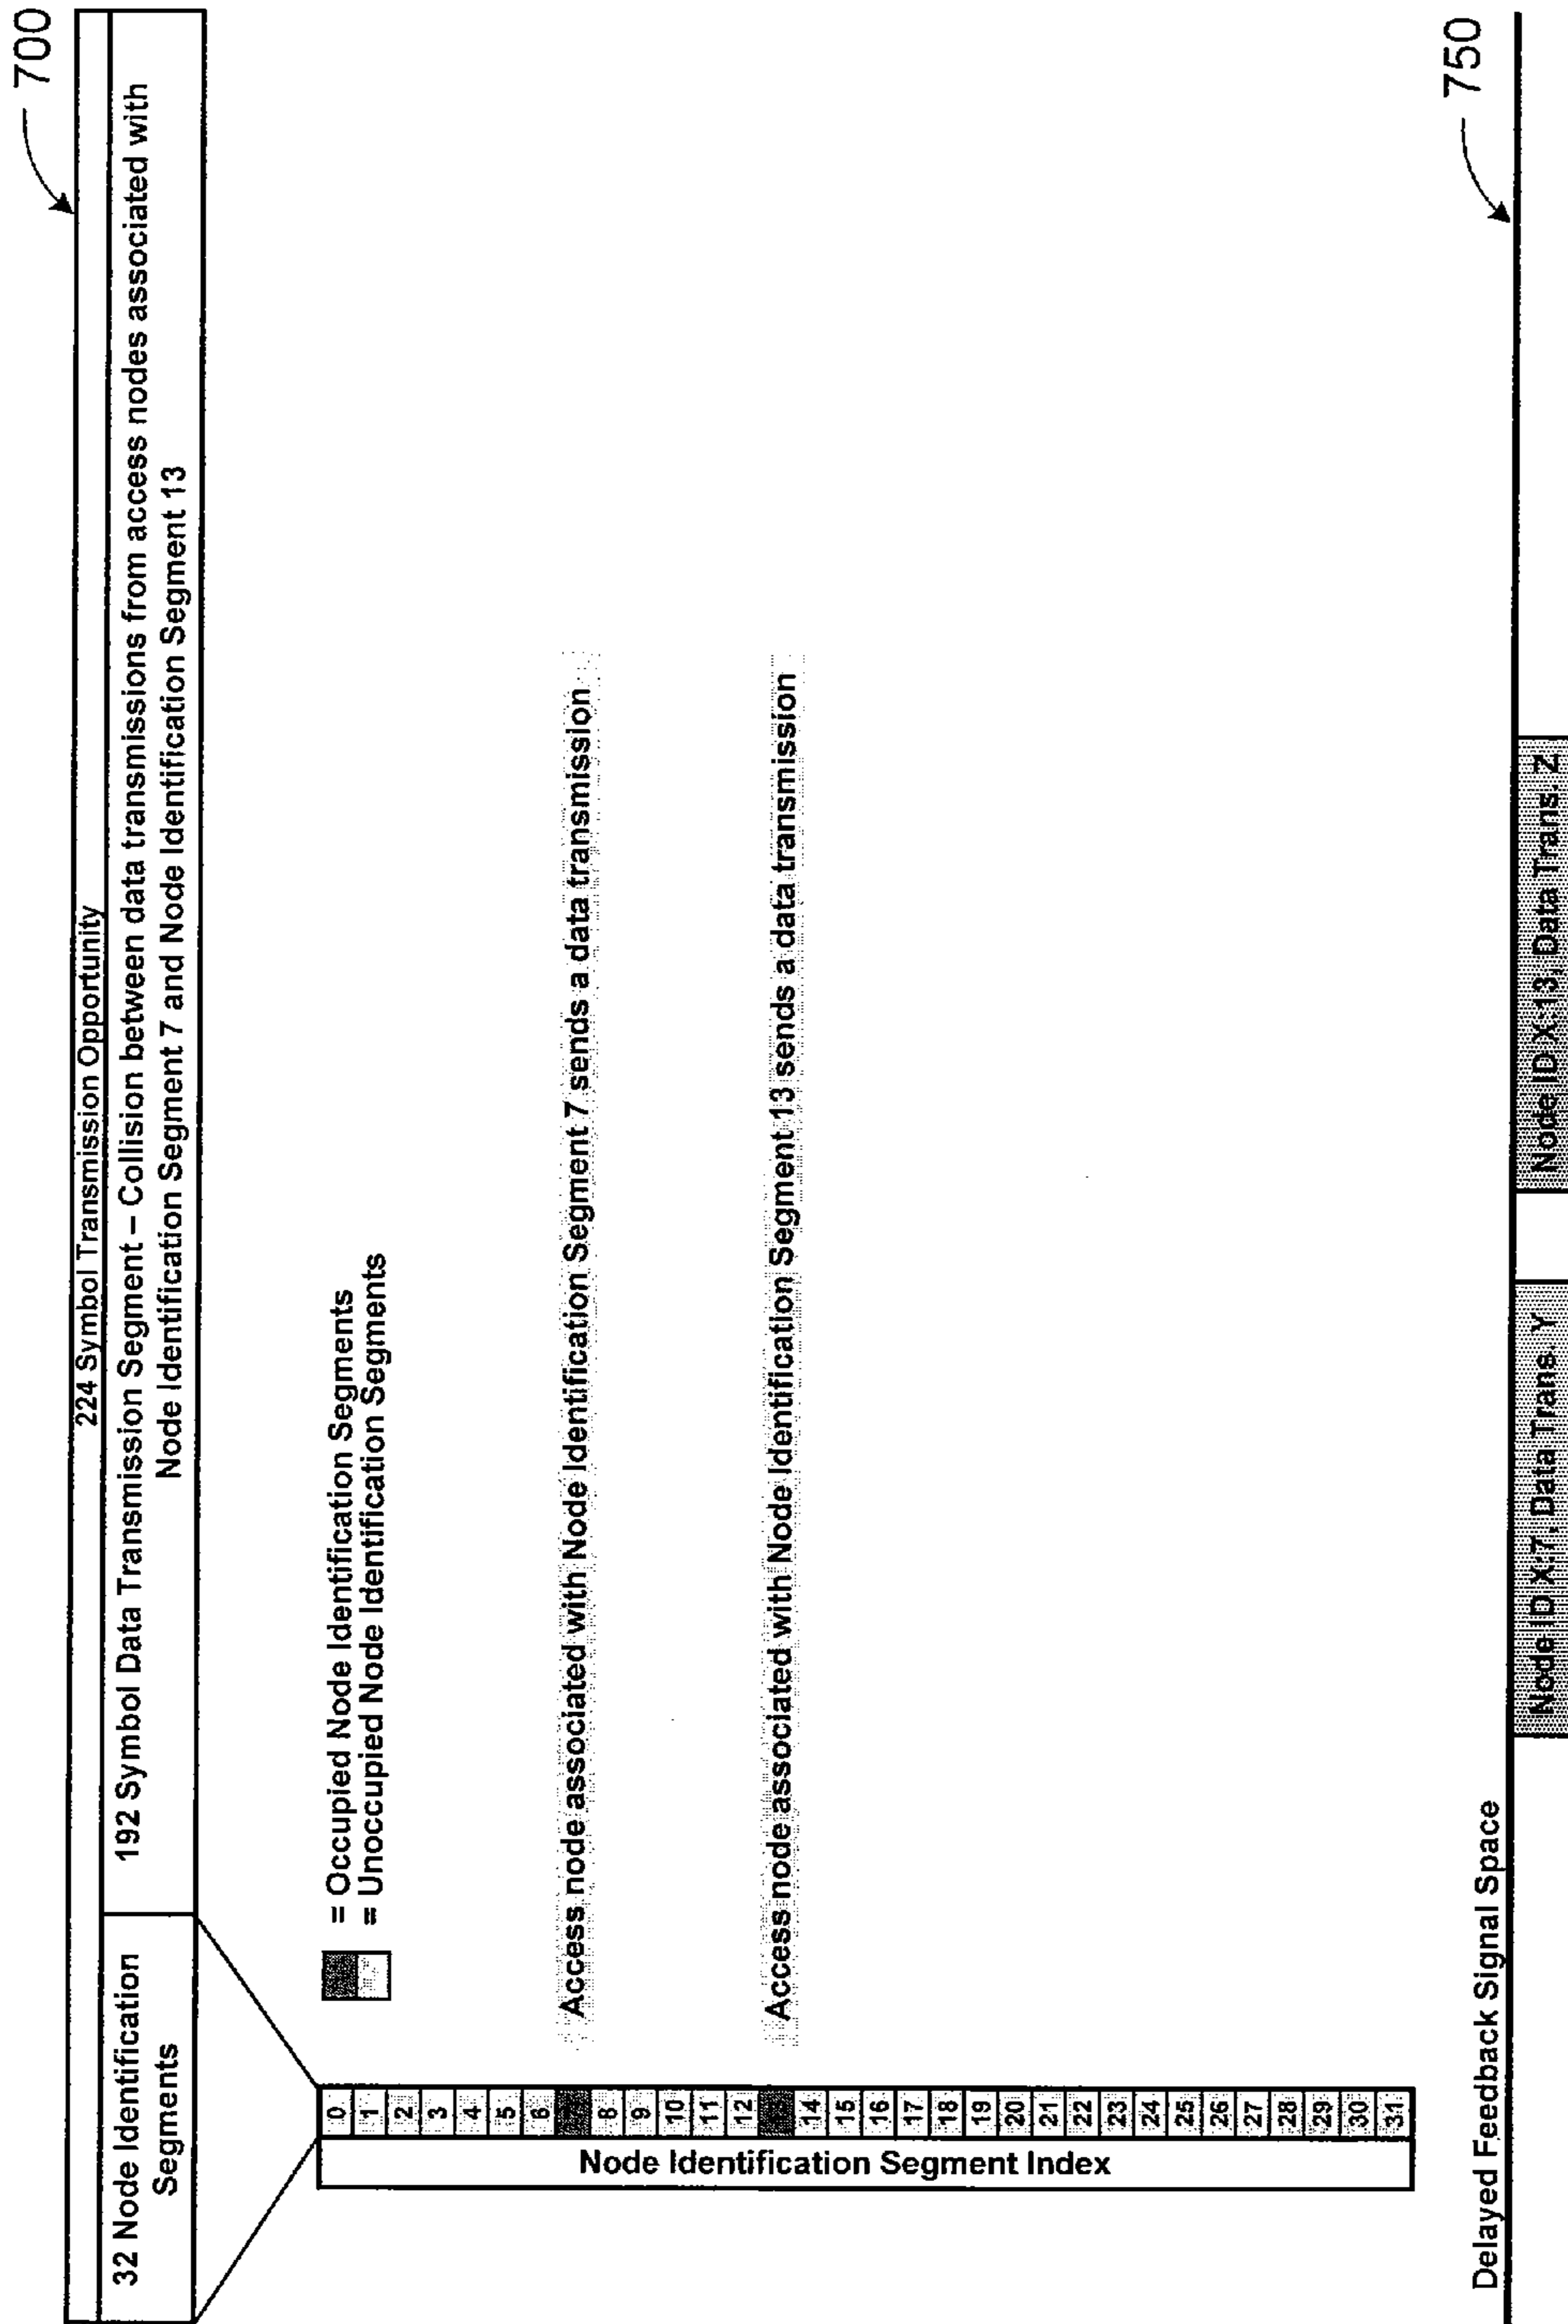 700
224 Symbol Transmission Opportunity
32 Node Identification
Segments
192 Symbol Data Transmission Segment – Collision between data transmissions from access nodes associated with
Node Identification Segment 7 and Node Identification Segment 13
= Occupied Node Identification Segments
= Unoccupied Node Identification Segments
Node Identification Segment Index
0
1
2
3
4
5
6
7
8
9
10
11
12
13
14
15
16
17
18
19
20
21
22
23
24
25
26
27
28
29
30
31
Access node associated with Node Identification Segment 7 sends a data transmission
Access node associated with Node Identification Segment 13 sends a data transmission
Delayed Feedback Signal Space
750
Node ID X:7, Data Trans. Y
Node ID X:13, Data Trans. Z